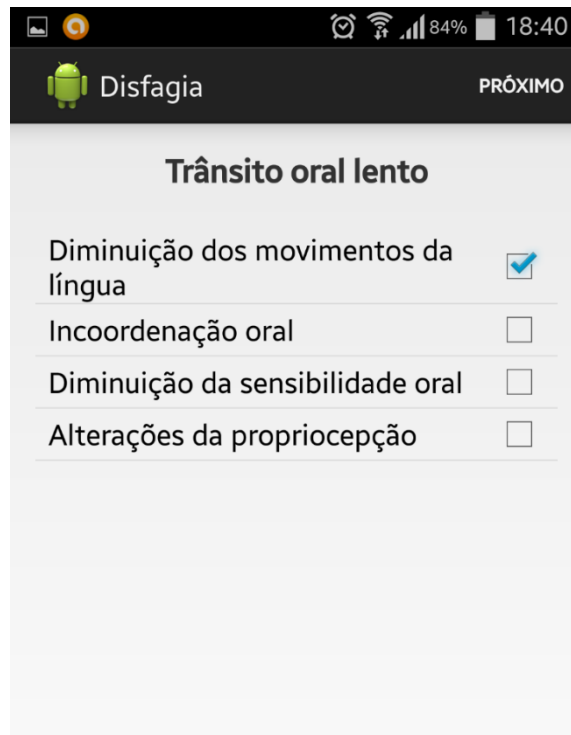 84% 18:40
Disfagia PRÓXIMO
Trânsito oral lento
Diminuição dos movimentos da
língua
Incoordenação oral
Diminuição da sensibilidade oral
Alterações da propriocepção